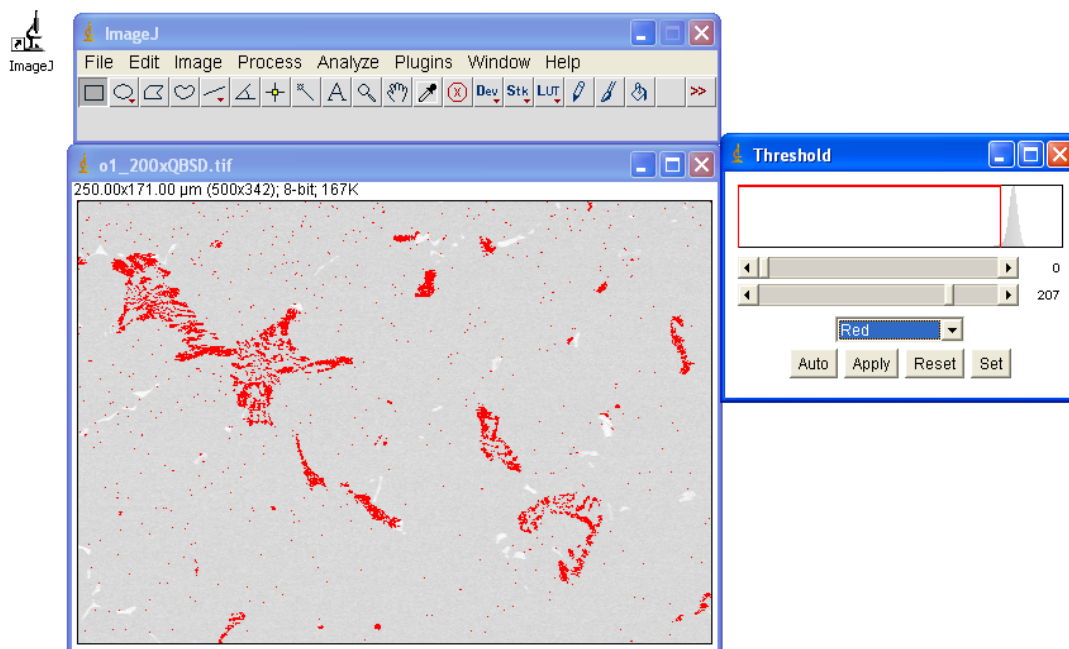 ImageJ
ImageJ
File Edit Image Process Analyze Plugins Window Help
A Dev Stk LUT >>
o1_200xQBSD.tif
250.00x171.00 µm (500x342); 8-bit; 167K
Threshold
0
207
Red
Auto Apply Reset Set